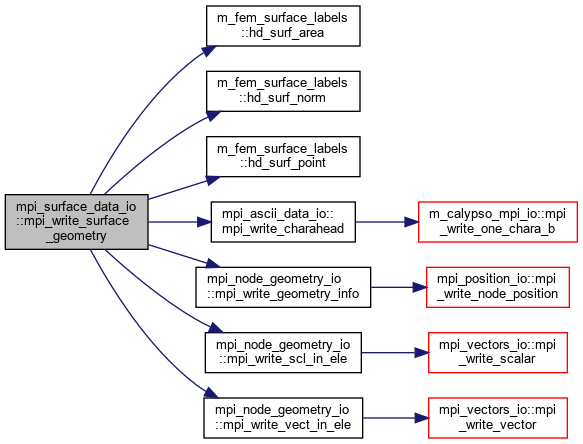 m_fem_surface_labels
::hd_surf_area
m_fem_surface_labels
::hd_surf_norm
m_fem_surface_labels
::hd_surf_point
mpi_surface_data_io
::mpi_write_surface
_geometry
mpi_ascii_data_io::
mpi_write_charahead
m_calypso_mpi_io::mpi
_write_one_chara_b
mpi_node_geometry_io
::mpi_write_geometry_info
mpi_position_io::mpi
_write_node_position
mpi_node_geometry_io
::mpi_write_scl_in_ele
mpi_vectors_io::mpi
_write_scalar
mpi_node_geometry_io
::mpi_write_vect_in_ele
mpi_vectors_io::mpi
_write_vector